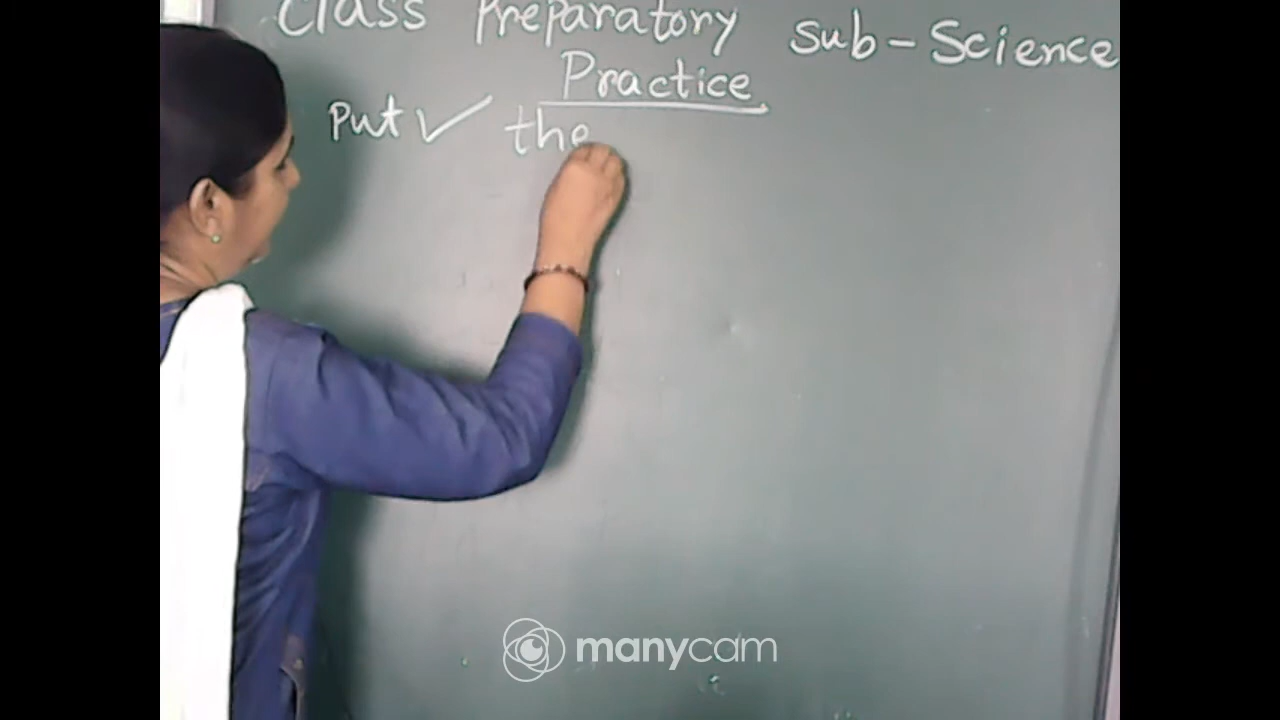 Class Preparatory Sub - Science
Practice
Put ✓ the
manycam